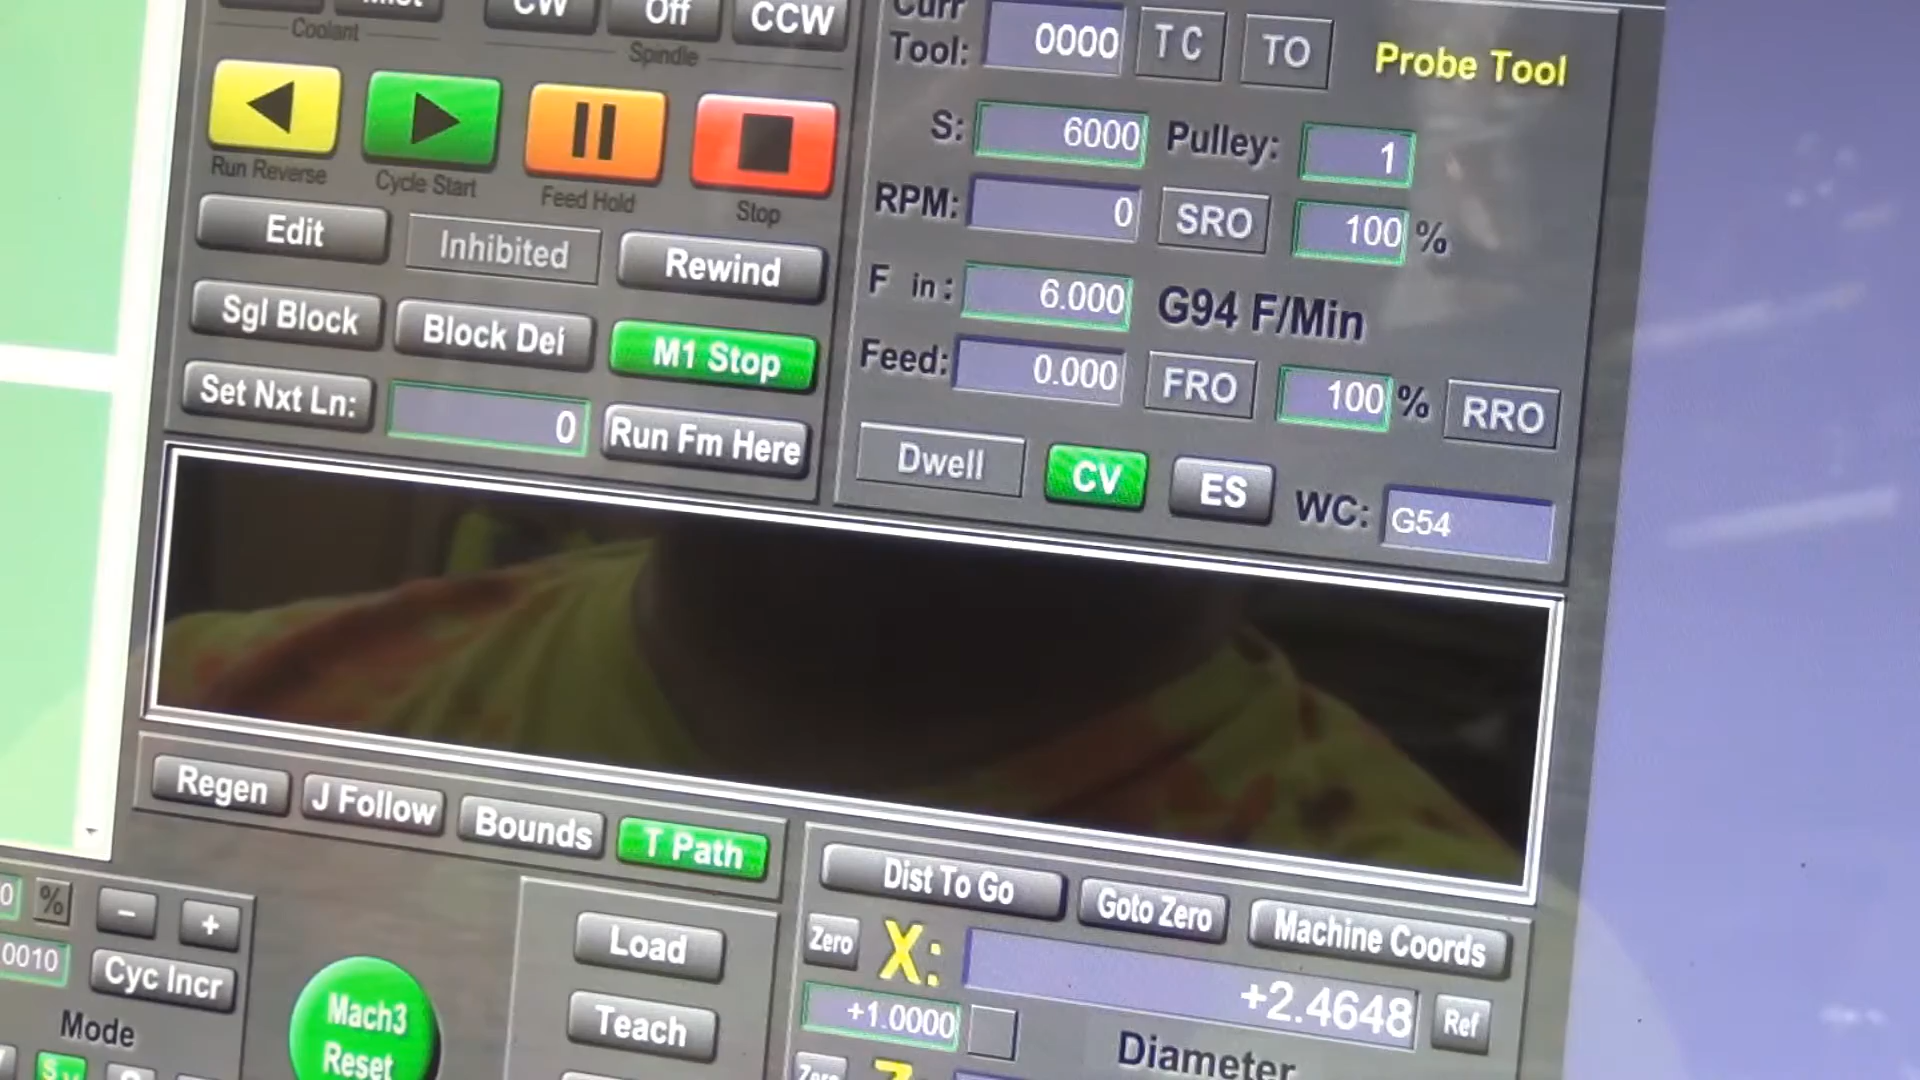 Mist CW Off CCW
Coolant Spindle
Run Reverse Cycle Start Feed Hold Stop
Edit Inhibited Rewind
Sgl Block Block Del M1 Stop
Set Nxt Ln: 0 Run Fm Here
Curr
Tool: 0000 T C TO Probe Tool
S: 6000 Pulley: 1
RPM: 0 SRO 100 %
F in: 6.000 G94 F/Min
Feed: 0.000 FRO 100 % RRO
Dwell CV ES WC: G54
Regen J Follow Bounds T Path
Dist To Go Goto Zero Machine Coords
0 % - +
0010 Cyc Incr
Mode
Mach3
Reset
Load
Teach
Zero X: +2.4648 Ref
+1.0000
Diameter
Zero